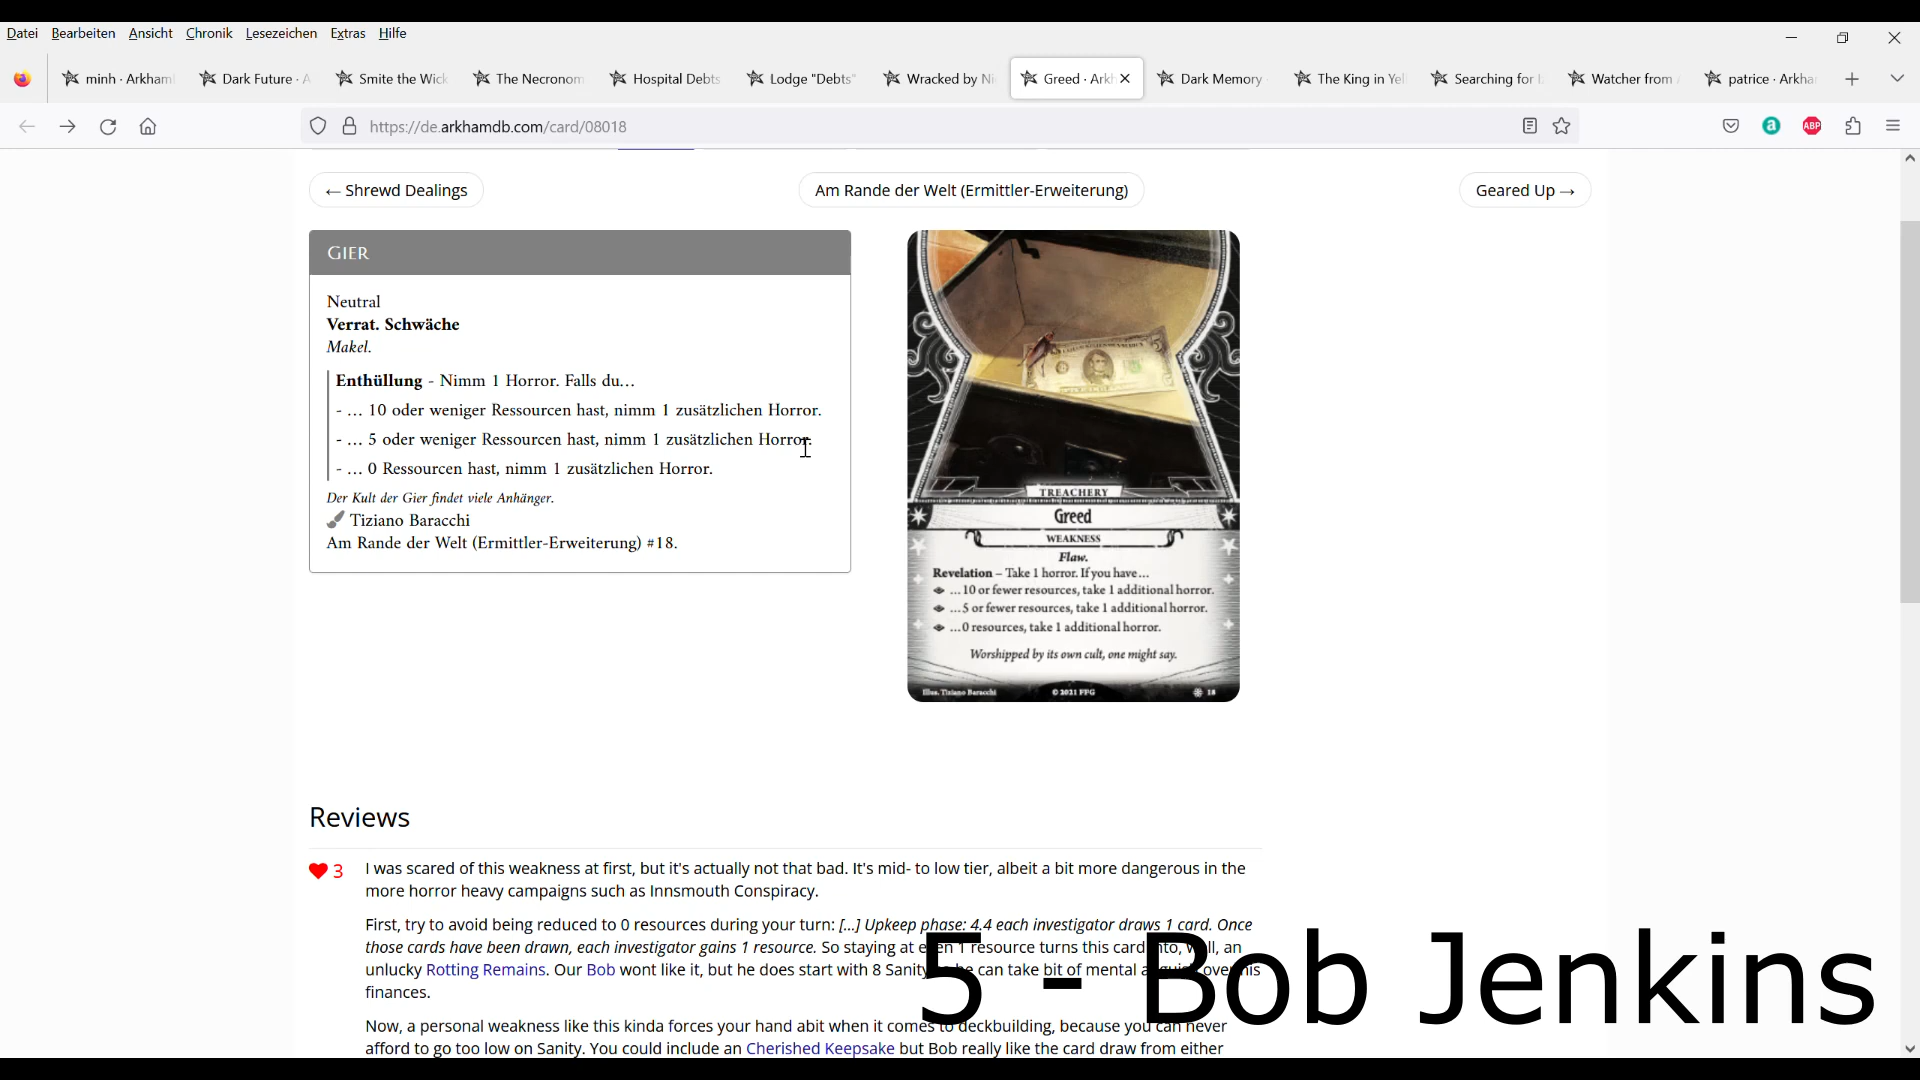 Datei Bearbeiten Ansicht Chronik Lesezeichen Extras Hilfe
minh · Arkham
Dark Future · A
Smite the Wick
The Necronom
Hospital Debts
Lodge "Debts"
Wracked by Ni
Greed · Arkh
Dark Memory
The King in Yel
Searching for
Watcher from
patrice · Arkha
https://de.arkhamdb.com/card/08018
ABP
← Shrewd Dealings
Am Rande der Welt (Ermittler-Erweiterung)
Geared Up →
GIER
Neutral
Verrat. Schwäche
Makel.
Enthüllung - Nimm 1 Horror. Falls du...
- ... 10 oder weniger Ressourcen hast, nimm 1 zusätzlichen Horror.
- ... 5 oder weniger Ressourcen hast, nimm 1 zusätzlichen Horror.
- ... 0 Ressourcen hast, nimm 1 zusätzlichen Horror.
Der Kult der Gier findet viele Anhänger.
Tiziano Baracchi
Am Rande der Welt (Ermittler-Erweiterung) #18.
TREACHERY
Greed
WEAKNESS
Flaw.
Revelation – Take 1 horror. If you have...
...10 or fewer resources, take 1 additional horror.
...5 or fewer resources, take 1 additional horror.
...0 resources, take 1 additional horror.
Worshipped by its own cult, one might say.
Illus. Tiziano Baracchi © 2021 FFG 18
Reviews
3
I was scared of this weakness at first, but it's actually not that bad. It's mid- to low tier, albeit a bit more dangerous in the
more horror heavy campaigns such as Innsmouth Conspiracy.
First, try to avoid being reduced to 0 resources during your turn: [...] Upkeep phase: 4.4 each investigator draws 1 card. Once
those cards have been drawn, each investigator gains 1 resource. So staying at even 1 resource turns this card into, well, an
unlucky Rotting Remains. Our Bob wont like it, but he does start with 8 Sanity so he can take bit of mental anguish over his
finances.
Now, a personal weakness like this kinda forces your hand abit when it comes to deckbuilding, because you can never
afford to go too low on Sanity. You could include an Cherished Keepsake but Bob really like the card draw from either
5 - Bob Jenkins